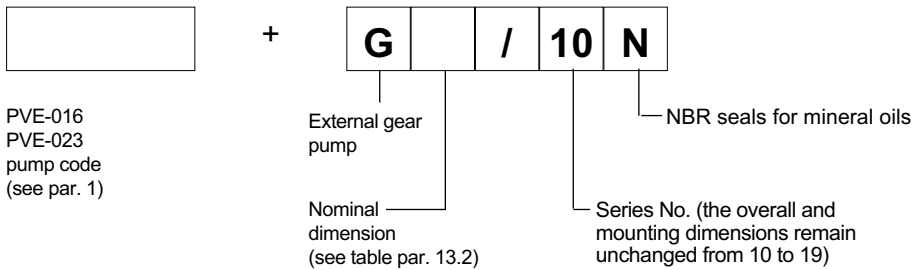 +
G / 10 N
PVE-016
PVE-023
pump code
(see par. 1)
External gear
pump
NBR seals for mineral oils
Nominal
dimension
(see table par. 13.2)
Series No. (the overall and
mounting dimensions remain
unchanged from 10 to 19)